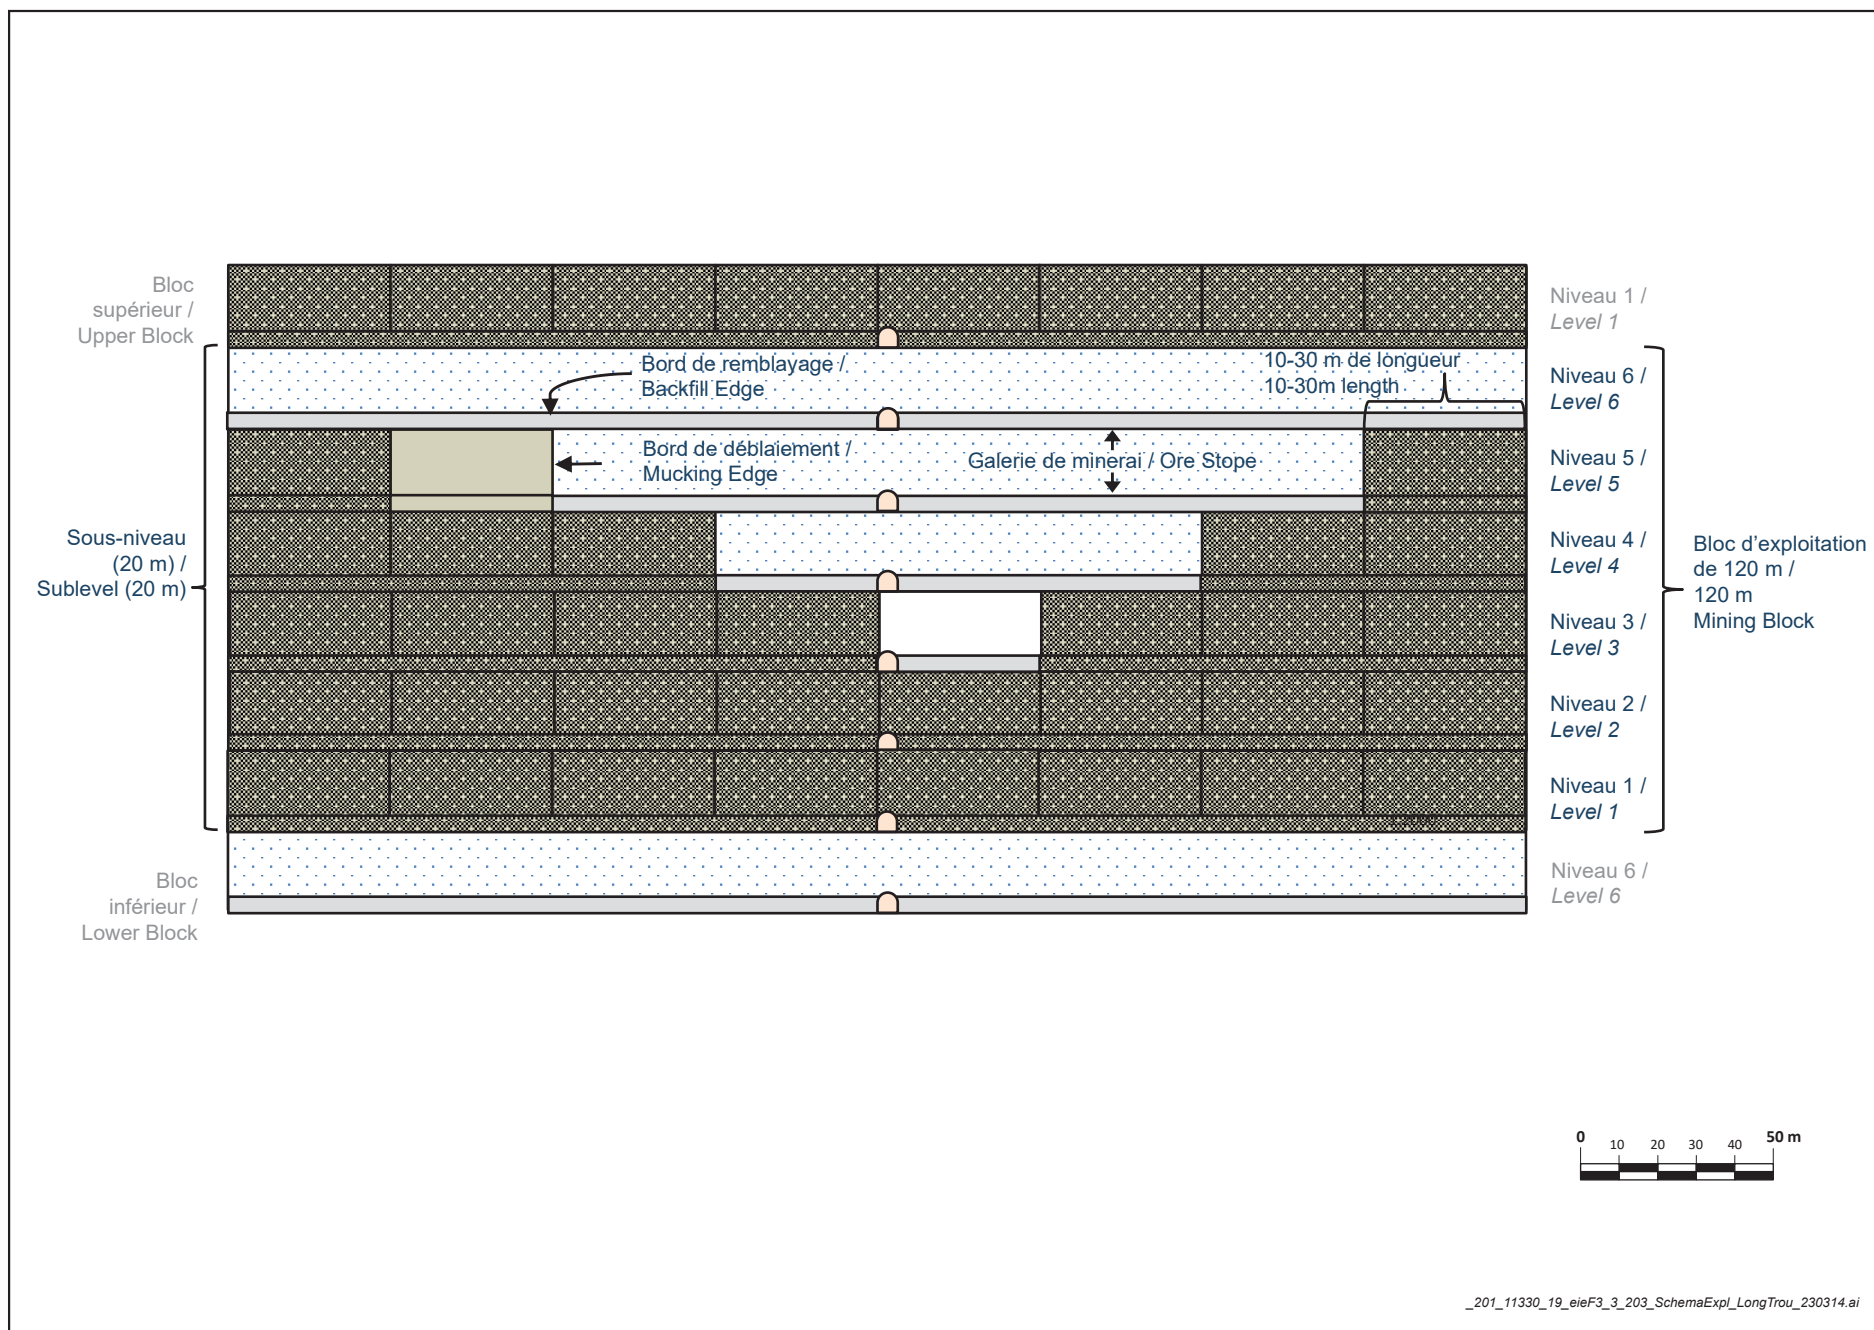 Bloc
supérieur /
Upper Block
Niveau 1 /
Level 1
Bord de remblayage /
Backfill Edge
10-30 m de longueur
10-30m length
Niveau 6 /
Level 6
Bord de déblaiement /
Mucking Edge
Galerie de minerai / Ore Stope
Niveau 5 /
Level 5
Sous-niveau
(20 m) /
Sublevel (20 m)
Niveau 4 /
Level 4
Bloc d'exploitation
de 120 m /
120 m
Mining Block
Niveau 3 /
Level 3
Niveau 2 /
Level 2
Niveau 1 /
Level 1
Bloc
inférieur /
Lower Block
Niveau 6 /
Level 6
0 10 20 30 40 50 m
_201_11330_19_eieF3_3_203_SchemaExpl_LongTrou_230314.ai